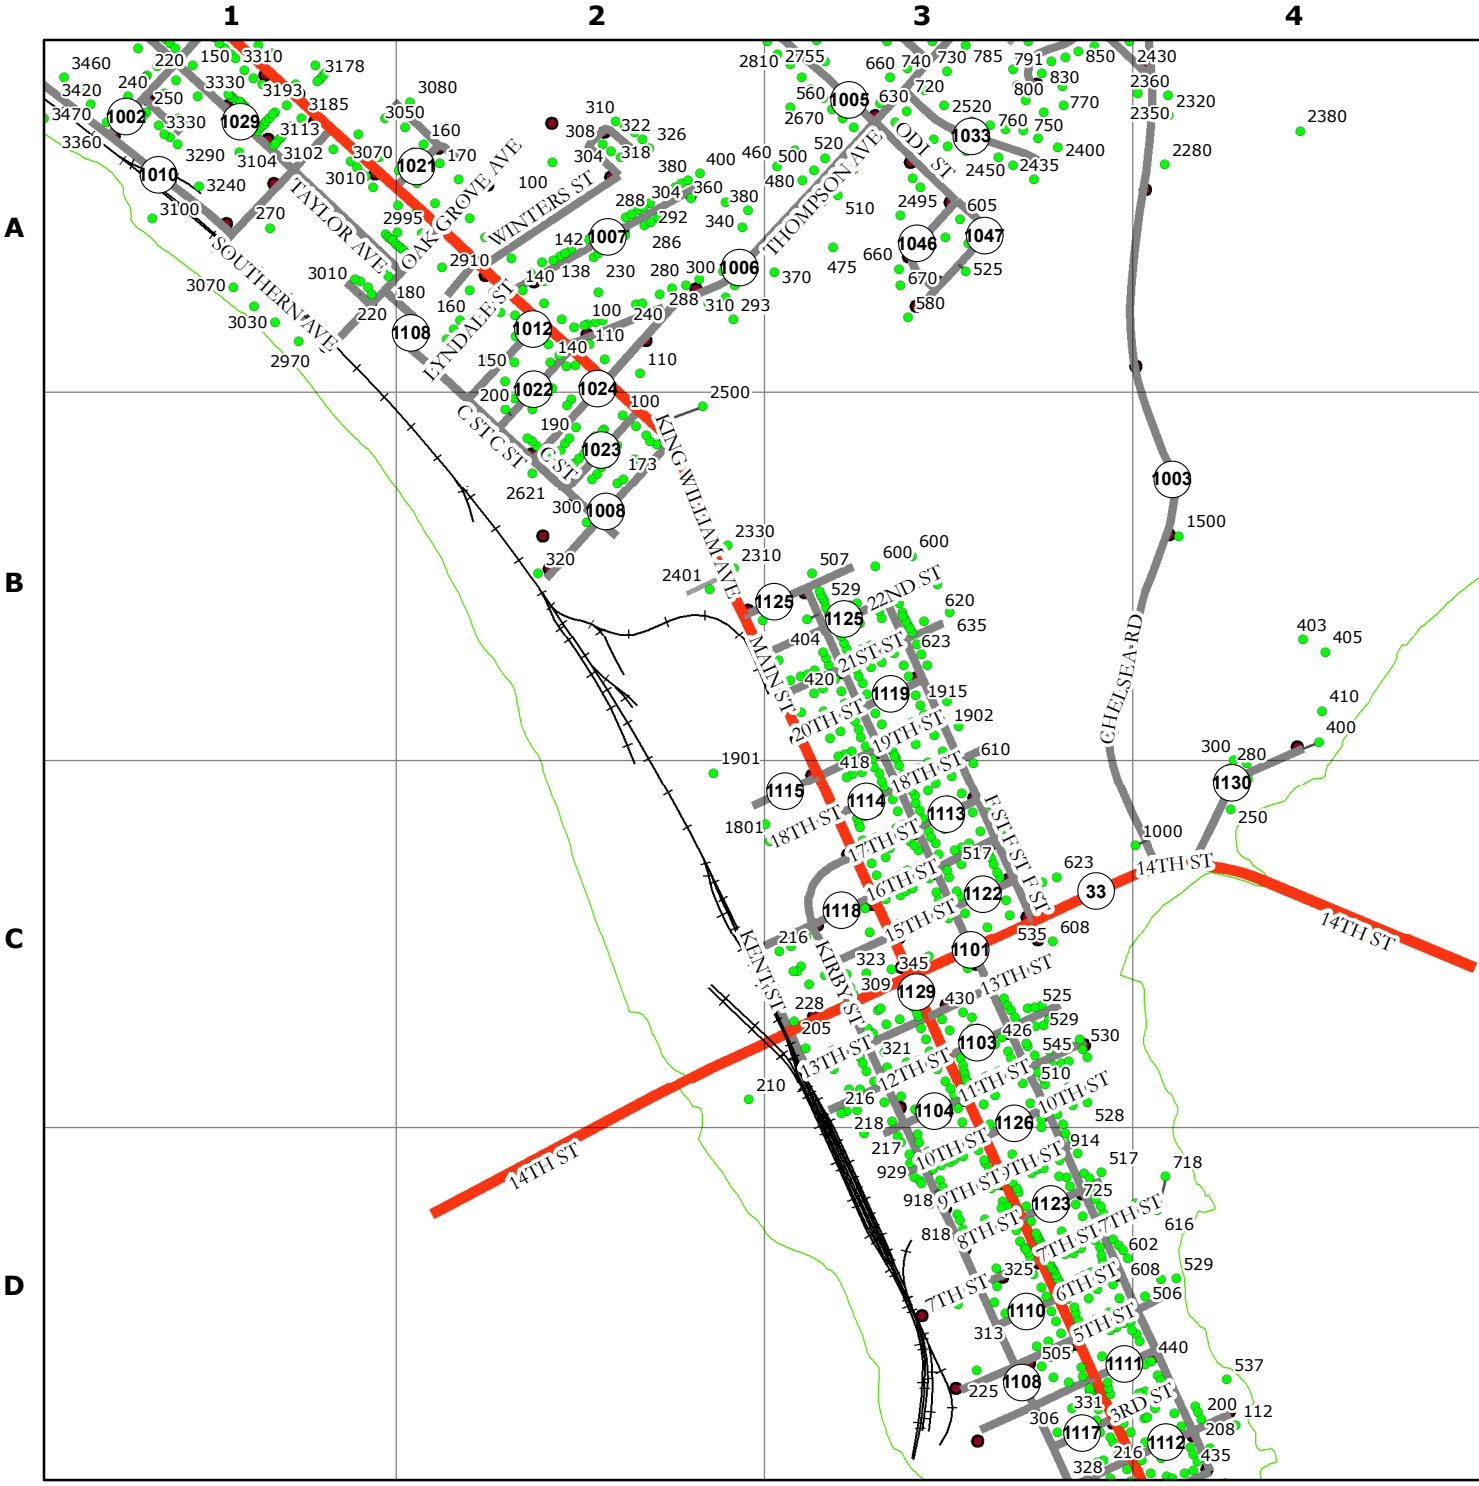 1 2 3 4
3460 220 150 3310 3178 2810 2755 660 740 730 785 791 850 2430
3420 240 3330 3193 3080 560 1005 630 720 800 830 2360
3470 1002 250 1029 3185 3050 310 2670 2520 770 2350 2320 2380
3360 3330 3113 160 308 322 326 520 ODI ST 1033 760 750
3290 3104 3102 3070 1021 170 304 318 460 500 2450 2435 2400
1010 3240 3010 OAK GROVE AVE 100 380 400 480 THOMPSON AVE 2280
3100 270 TAYLOR AVE 2995 WINTERS ST 288 304 360 380 510 2495 605
A SOUTHERN AVE 142 1007 292 340 1046 1047
3010 2910 138 286 475 660
3070 180 140 230 280 300 1006 370 670 525
3030 220 160 LYNDALE ST 288 310 293 580
2970 1108 1012 100 240
150 140 110 110
200 1022 1024 100 2500
C ST C ST 190 C ST 1023 173 KING WILLIAM AVE 1003
2621 300 1008 1500
320 2330
2310 507 600 600
B 2401 1125 529 22ND ST
1125 620
404 21ST ST 635 623 403 405
MAIN ST 420 1119 1915 CHELSEA RD
20TH ST 19TH ST 1902 410
1901 418 18TH ST 610 300 280 400
1115 1114 1113 1130
1801 18TH ST 17TH ST F ST F ST F ST 1000 250
517 623 14TH ST
16TH ST 1122 33
1118 15TH ST 14TH ST
C 216 535 608
KENT ST KIRBY ST 323 345 1101
309 1129 13TH ST
228 430 525
205 13TH ST 321 1103 426 529
12TH ST 545 530
210 216 11TH ST 510 10TH ST
218 1104 1126 528
217 10TH ST 914
14TH ST 929 9TH ST 517 718
918 9TH ST 1123 725
818 8TH ST 7TH ST 7TH ST 616
602
D 7TH ST 325 6TH ST 608 529
1110 506
313 5TH ST
505 1111 440
225 1108 537
331 3RD ST 200 112
306 1117 208
216 1112 435
328